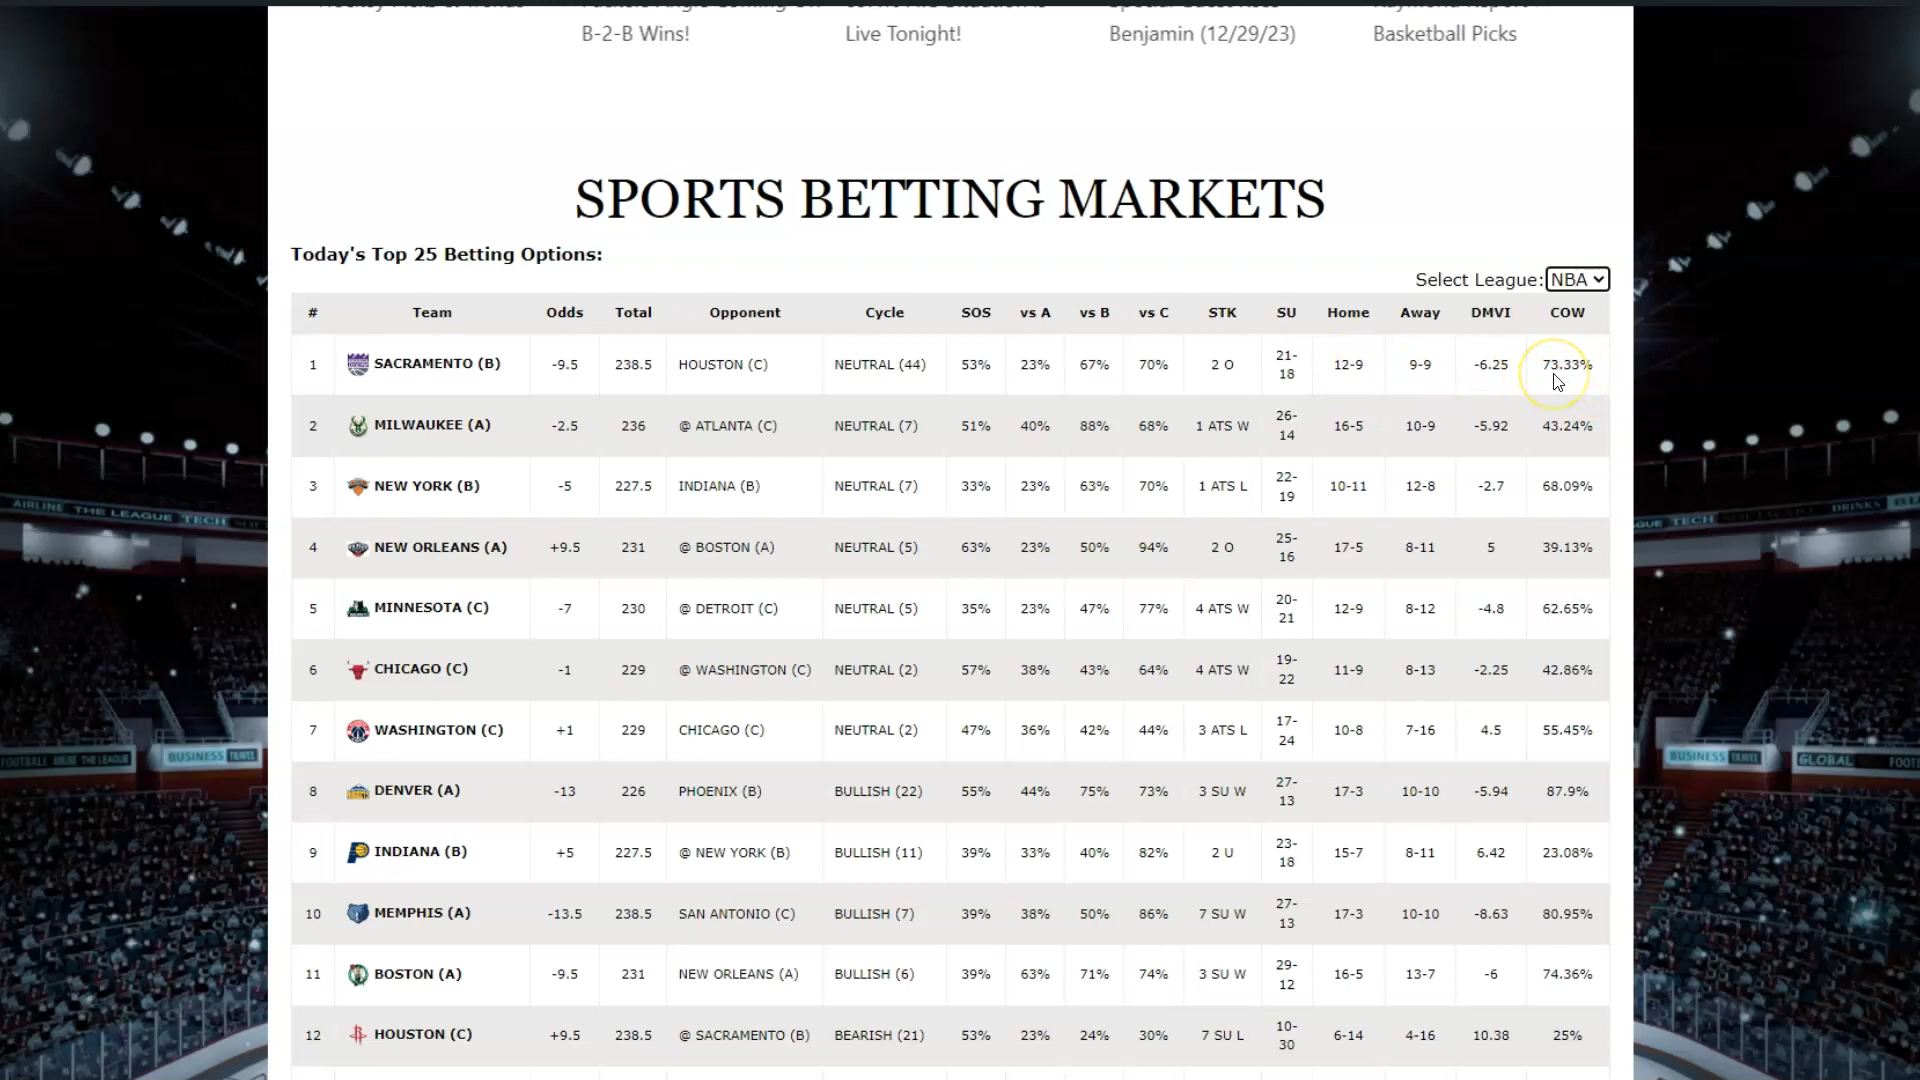 B-2-B Wins!
Live Tonight!
Benjamin (12/29/23)
Basketball Picks
SPORTS BETTING MARKETS
Today's Top 25 Betting Options:
Select League: NBA
# Team Odds Total Opponent Cycle SOS vs A vs B vs C STK SU Home Away DMVI COW
1 SACRAMENTO (B) -9.5 238.5 HOUSTON (C) NEUTRAL (44) 53% 23% 67% 70% 2 O 21-18 12-9 9-9 -6.25 73.33%
2 MILWAUKEE (A) -2.5 236 @ ATLANTA (C) NEUTRAL (7) 51% 40% 88% 68% 1 ATS W 26-14 16-5 10-9 -5.92 43.24%
3 NEW YORK (B) -5 227.5 INDIANA (B) NEUTRAL (7) 33% 23% 63% 70% 1 ATS L 22-19 10-11 12-8 -2.7 68.09%
4 NEW ORLEANS (A) +9.5 231 @ BOSTON (A) NEUTRAL (5) 63% 23% 50% 94% 2 O 25-16 17-5 8-11 5 39.13%
5 MINNESOTA (C) -7 230 @ DETROIT (C) NEUTRAL (5) 35% 23% 47% 77% 4 ATS W 20-21 12-9 8-12 -4.8 62.65%
6 CHICAGO (C) -1 229 @ WASHINGTON (C) NEUTRAL (2) 57% 38% 43% 64% 4 ATS W 19-22 11-9 8-13 -2.25 42.86%
7 WASHINGTON (C) +1 229 CHICAGO (C) NEUTRAL (2) 47% 36% 42% 44% 3 ATS L 17-24 10-8 7-16 4.5 55.45%
8 DENVER (A) -13 226 PHOENIX (B) BULLISH (22) 55% 44% 75% 73% 3 SU W 27-13 17-3 10-10 -5.94 87.9%
9 INDIANA (B) +5 227.5 @ NEW YORK (B) BULLISH (11) 39% 33% 40% 82% 2 U 23-18 15-7 8-11 6.42 23.08%
10 MEMPHIS (A) -13.5 238.5 SAN ANTONIO (C) BULLISH (7) 39% 38% 50% 86% 7 SU W 27-13 17-3 10-10 -8.63 80.95%
11 BOSTON (A) -9.5 231 NEW ORLEANS (A) BULLISH (6) 39% 63% 71% 74% 3 SU W 29-12 16-5 13-7 -6 74.36%
12 HOUSTON (C) +9.5 238.5 @ SACRAMENTO (B) BEARISH (21) 53% 23% 24% 30% 7 SU L 10-30 6-14 4-16 10.38 25%
AIRLINE THE LEAGUE TECH
FOOTBALL AIRLINE THE LEAGUE
BUSINESS TRAVEL
DRINKS
BUSINESS TRAVEL
GLOBAL